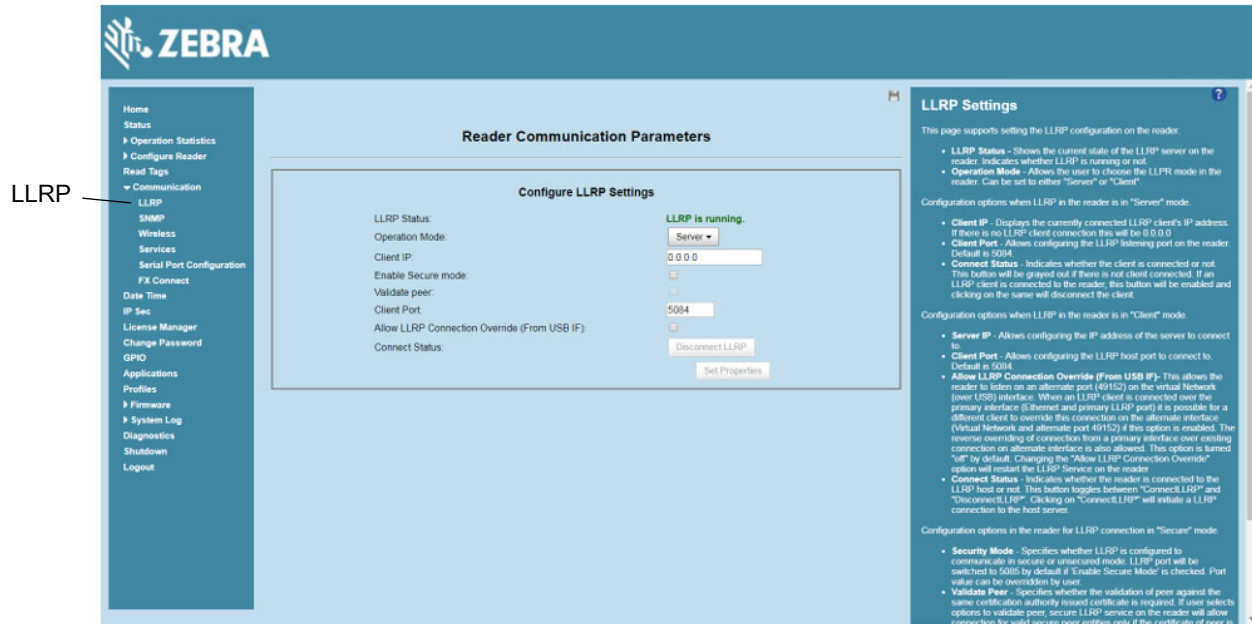 ZEBRA
LLRP
Home
Status
Operation Statistics
Configure Reader
Read Tags
Communication
LLRP
SNMP
Wireless
Services
Serial Port Configuration
FX Connect
Date Time
IP Sec
License Manager
Change Password
GPIO
Applications
Profiles
Firmware
System Log
Diagnostics
Shutdown
Logout
Reader Communication Parameters
Configure LLRP Settings
LLRP Status: LLRP is running.
Operation Mode: Server
Client IP: 0.0.0.0
Enable Secure mode:
Validate peer:
Client Port: 5084
Allow LLRP Connection Override (From USB IF):
Connect Status: Disconnect LLRP
Set Properties
?
LLRP Settings
This page supports setting the LLRP configuration on the reader.
• LLRP Status - Shows the current state of the LLRP server on the
reader. Indicates whether LLRP is running or not.
• Operation Mode - Allows the user to choose the LLPR mode in the
reader. Can be set to either "Server" or "Client".
Configuration options when LLRP in the reader is in "Server" mode.
• Client IP - Displays the currently connected LLRP client's IP address.
If there is no LLRP client connection this will be 0.0.0.0
• Client Port - Allows configuring the LLRP listening port on the reader.
Default is 5084.
• Connect Status - Indicates whether the client is connected or not.
This button will be grayed out if there is not client connected. If an
LLRP client is connected to the reader, this button will be enabled and
clicking on the same will disconnect the client.
Configuration options when LLRP in the reader is in "Client" mode.
• Server IP - Allows configuring the IP address of the server to connect
to.
• Client Port - Allows configuring the LLRP host port to connect to.
Default is 5084.
• Allow LLRP Connection Override (From USB IF)- This allows the
reader to listen on an alternate port (49152) on the virtual Network
(over USB) interface. When an LLRP client is connected over the
primary interface (Ethernet and primary LLRP port) it is possible for a
different client to override this connection on the alternate interface
(Virtual Network and alternate port 49152) if this option is enabled. The
reverse overriding of connection from a primary interface over existing
connection on alternate interface is also allowed. This option is turned
"off" by default. Changing the "Allow LLRP Connection Override"
option will restart the LLRP Service on the reader
• Connect Status - Indicates whether the reader is connected to the
LLRP host or not. This button toggles between "ConnectLLRP" and
"DisconnectLLRP". Clicking on "ConnectLLRP" will initiate a LLRP
connection to the host server.
Configuration options in the reader for LLRP connection in "Secure" mode.
• Security Mode - Specifies whether LLRP is configured to
communicate in secure or unsecured mode. LLRP port will be
switched to 5085 by default if 'Enable Secure Mode' is checked. Port
value can be overridden by user.
• Validate Peer - Specifies whether the validation of peer against the
same certification authority issued certificate is required. If user selects
options to validate peer, secure LLRP service on the reader will allow
connection for valid secure peer entities only if the certificate of peer is